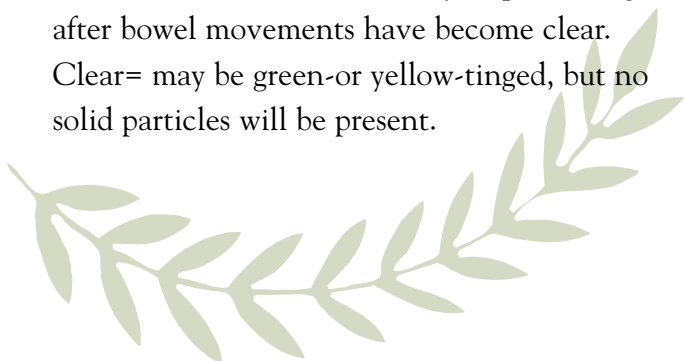 after bowel movements have become clear.
Clear= may be green-or yellow-tinged, but no
solid particles will be present.